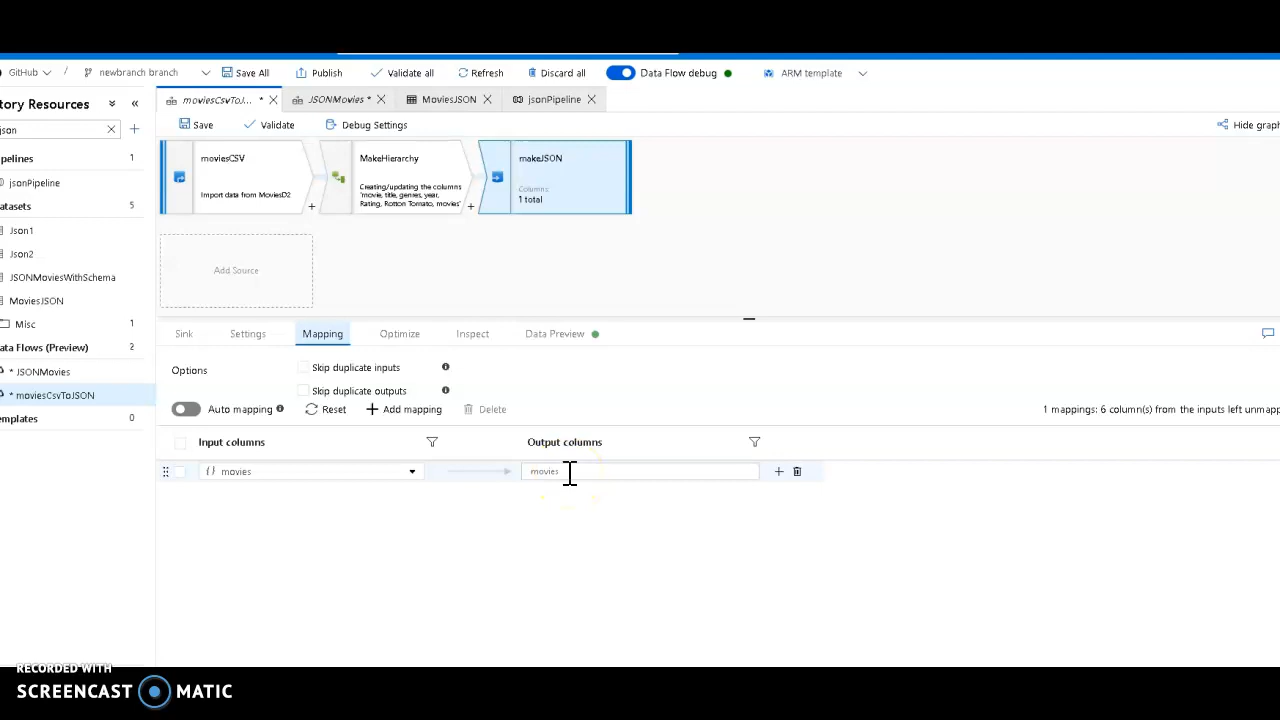 GitHub / newbranch branch Save All Publish Validate all Refresh Discard all Data Flow debug ARM template
tory Resources
moviesCsvToJ... * JSONMovies * MoviesJSON jsonPipeline
json
Save Validate Debug Settings Hide graph
ipelines 1
jsonPipeline
atasets 5
Json1
Json2
JSONMoviesWithSchema
MoviesJSON
Misc 1
ata Flows (Preview) 2
* JSONMovies
* moviesCsvToJSON
emplates 0
moviesCSV
Import data from MoviesD2
MakeHierarchy
Creating/updating the columns
'movie, title, genres, year,
Rating, Rotton Tomato, movies'
makeJSON
Columns:
1 total
Add Source
Sink Settings Mapping Optimize Inspect Data Preview
Options
Skip duplicate inputs
Skip duplicate outputs
Auto mapping Reset Add mapping Delete
1 mappings: 6 column(s) from the inputs left unmapp
Input columns Output columns
{ } movies movies
RECORDED WITH
SCREENCAST MATIC